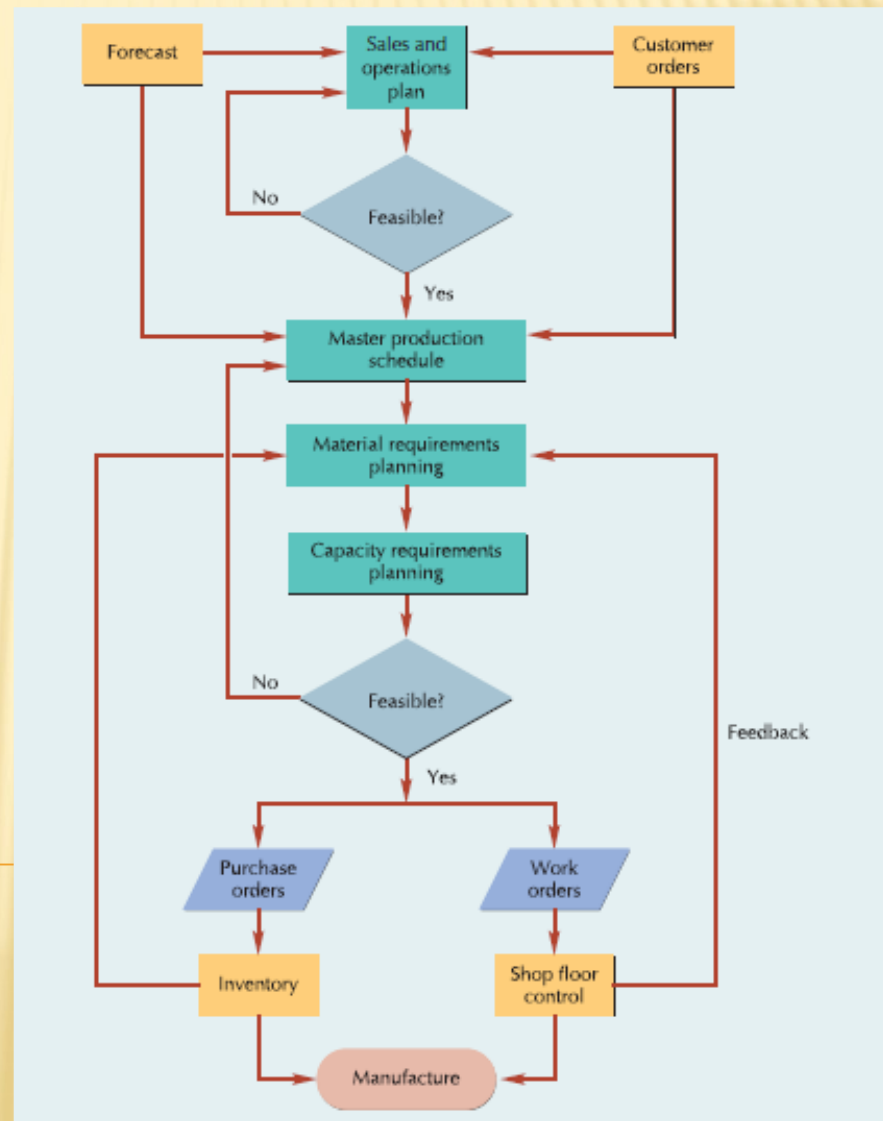 Forecast
Sales and
operations
plan
Customer
orders
No
Feasible?
Yes
Master production
schedule
Material requirements
planning
Capacity requirements
planning
No
Feasible?
Feedback
Yes
Purchase
orders
Work
orders
Inventory
Shop floor
control
Manufacture